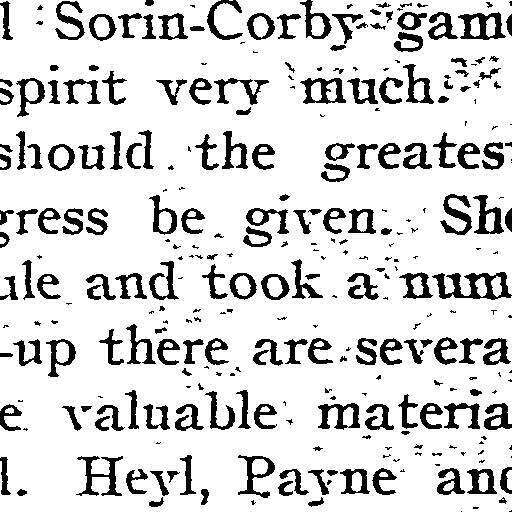 l Sorin-Corby game
spirit very much.
should the greatest
gress be given. Sho
ule and took a num
-up there are severa
e valuable materia
l. Heyl, Payne and